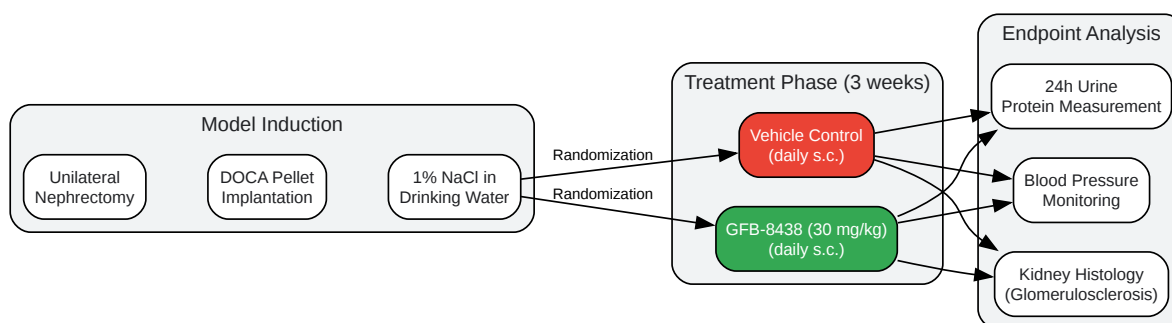 Model Induction
Unilateral
Nephrectomy
DOCA Pellet
Implantation
1% NaCl in
Drinking Water
Randomization
Randomization
Treatment Phase (3 weeks)
Vehicle Control
(daily s.c.)
GFB-8438 (30 mg/kg)
(daily s.c.)
Endpoint Analysis
24h Urine
Protein Measurement
Blood Pressure
Monitoring
Kidney Histology
(Glomerulosclerosis)